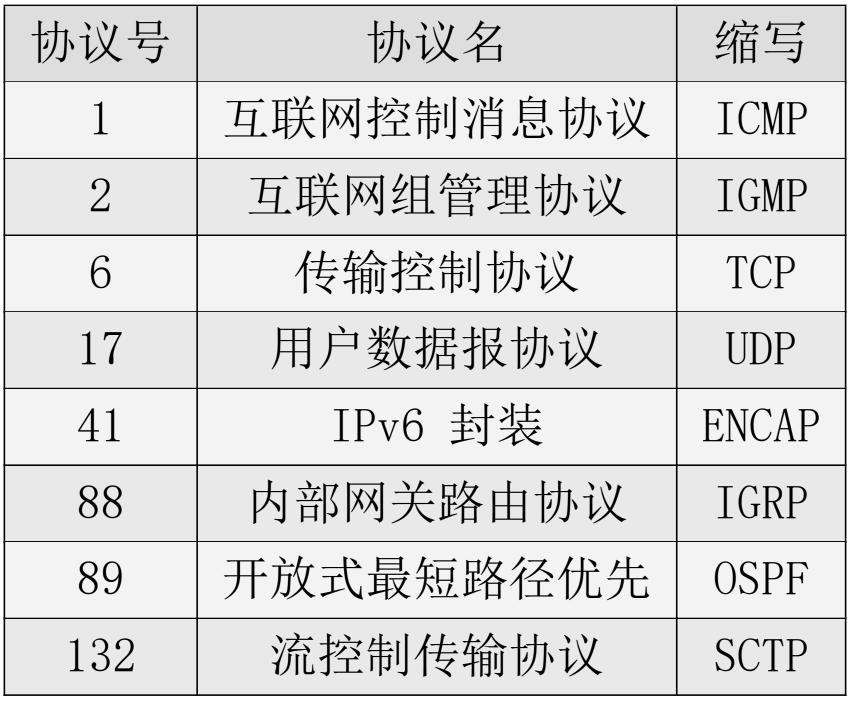 协议号 协议名 缩写
1 互联网控制消息协议 ICMP
2 互联网组管理协议 IGMP
6 传输控制协议 TCP
17 用户数据报协议 UDP
41 IPv6 封装 ENCAP
88 内部网关路由协议 IGRP
89 开放式最短路径优先 OSPF
132 流控制传输协议 SCTP